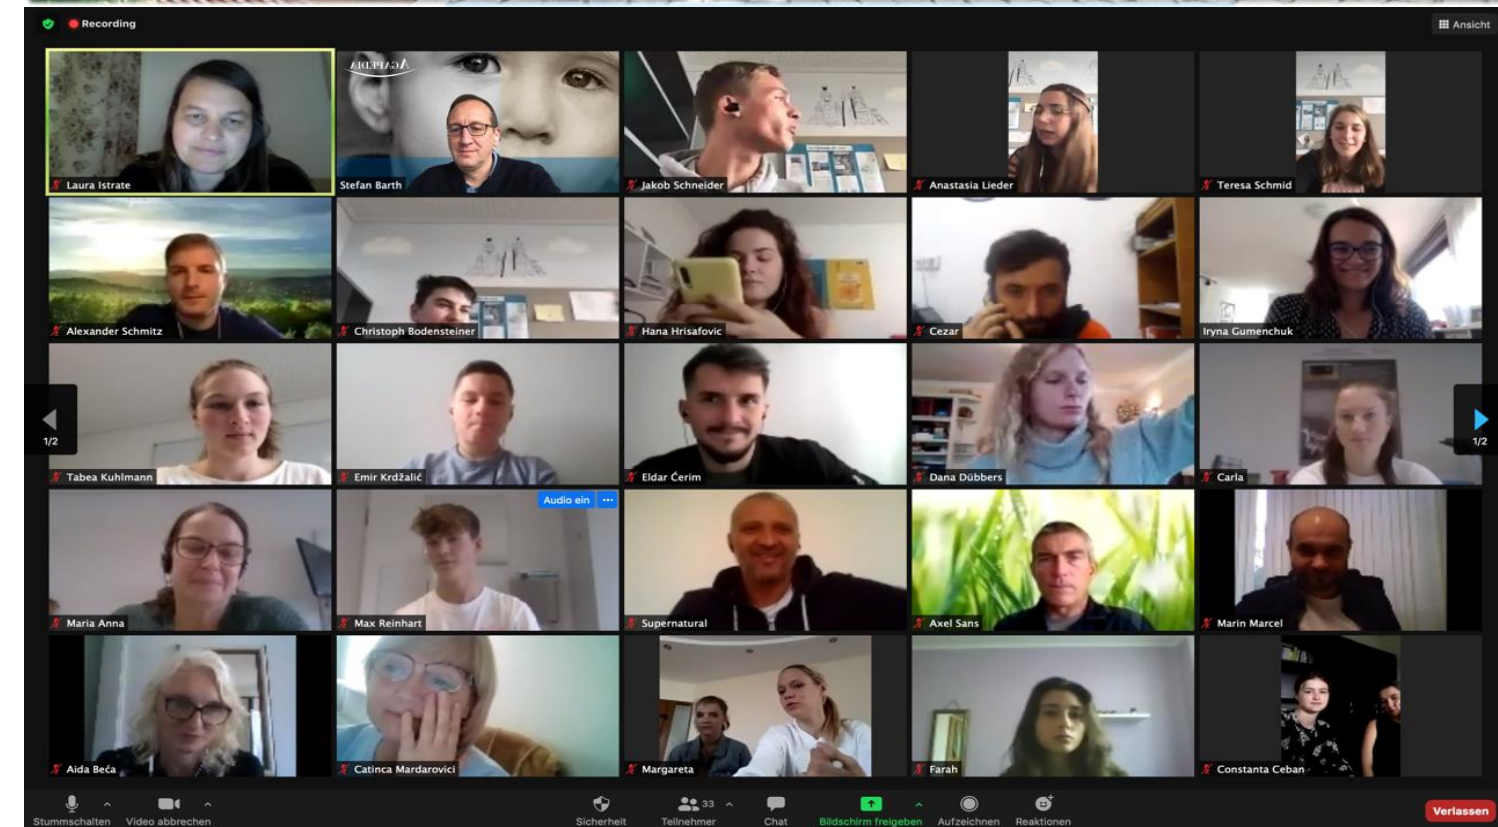 Recording
Ansicht
AGAPEDIA
Laura Istrate
Stefan Barth
Jakob Schneider
Anastasia Lieder
Teresa Schmid
Alexander Schmitz
Christoph Bodensteiner
Hana Hrisafovic
Cezar
Iryna Gumenchuk
1/2
1/2
Tabea Kuhlmann
Emir Krdžalić
Eldar Ćerim
Dana Dübbers
Carla
Audio ein
Maria Anna
Max Reinhart
Supernatural
Axel Sans
Marin Marcel
Aida Beća
Catinca Mardarovici
Margareta
Farah
Constanta Ceban
33
Stummschalten
Video abbrechen
Sicherheit
Teilnehmer
Chat
Bildschirm freigeben
Aufzeichnen
Reaktionen
Verlassen